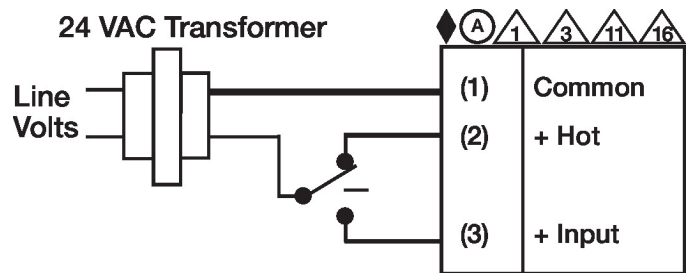 24 VAC Transformer
A 1 3 11 16
Line
Volts
(1) Common
(2) + Hot
(3) + Input